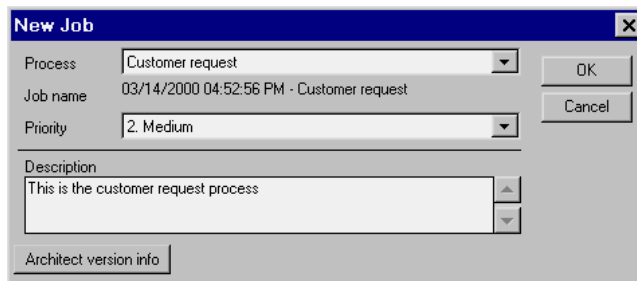 New Job
Process Customer request
OK
Job name 03/14/2000 04:52:56 PM - Customer request
Cancel
Priority 2. Medium
Description
This is the customer request process
Architect version info